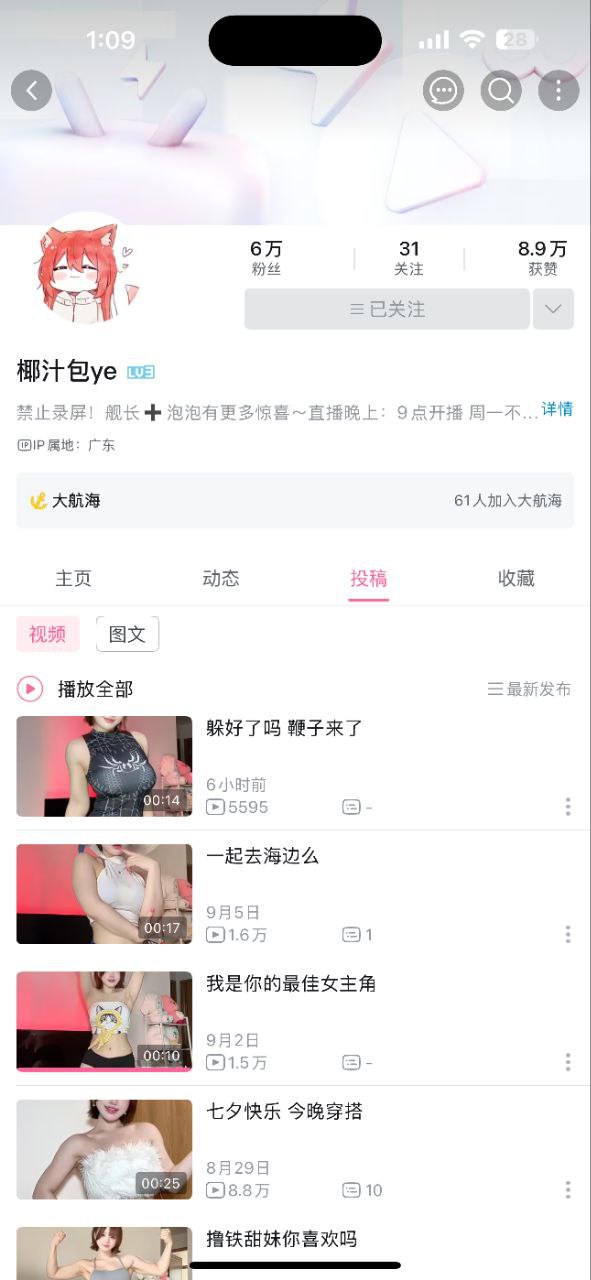 1:09
28
6万
粉丝
31
关注
8.9万
获赞
已关注
椰汁包ye LV3
禁止录屏！舰长➕泡泡有更多惊喜～直播晚上：9点开播 周一不... 详情
IP IP属地：广东
大航海
61人加入大航海
主页
动态
投稿
收藏
视频
图文
播放全部
最新发布
躲好了吗 鞭子来了
00:14
6小时前
5595
-
一起去海边么
00:17
9月5日
1.6万
1
我是你的最佳女主角
00:10
9月2日
1.5万
-
七夕快乐 今晚穿搭
00:25
8月29日
8.8万
10
撸铁甜妹你喜欢吗